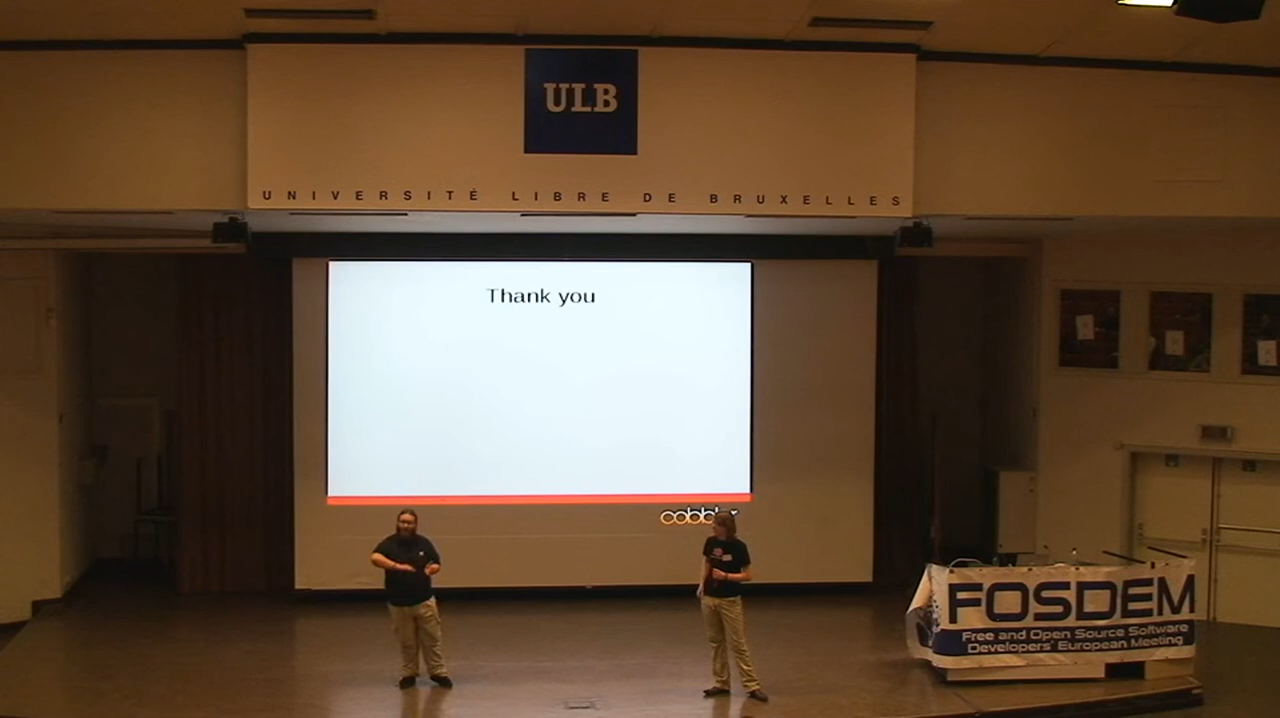 ULB
UNIVERSITÉ LIBRE DE BRUXELLES
Thank you
FOSDEM
Free and Open Source Software
Developers' European Meeting